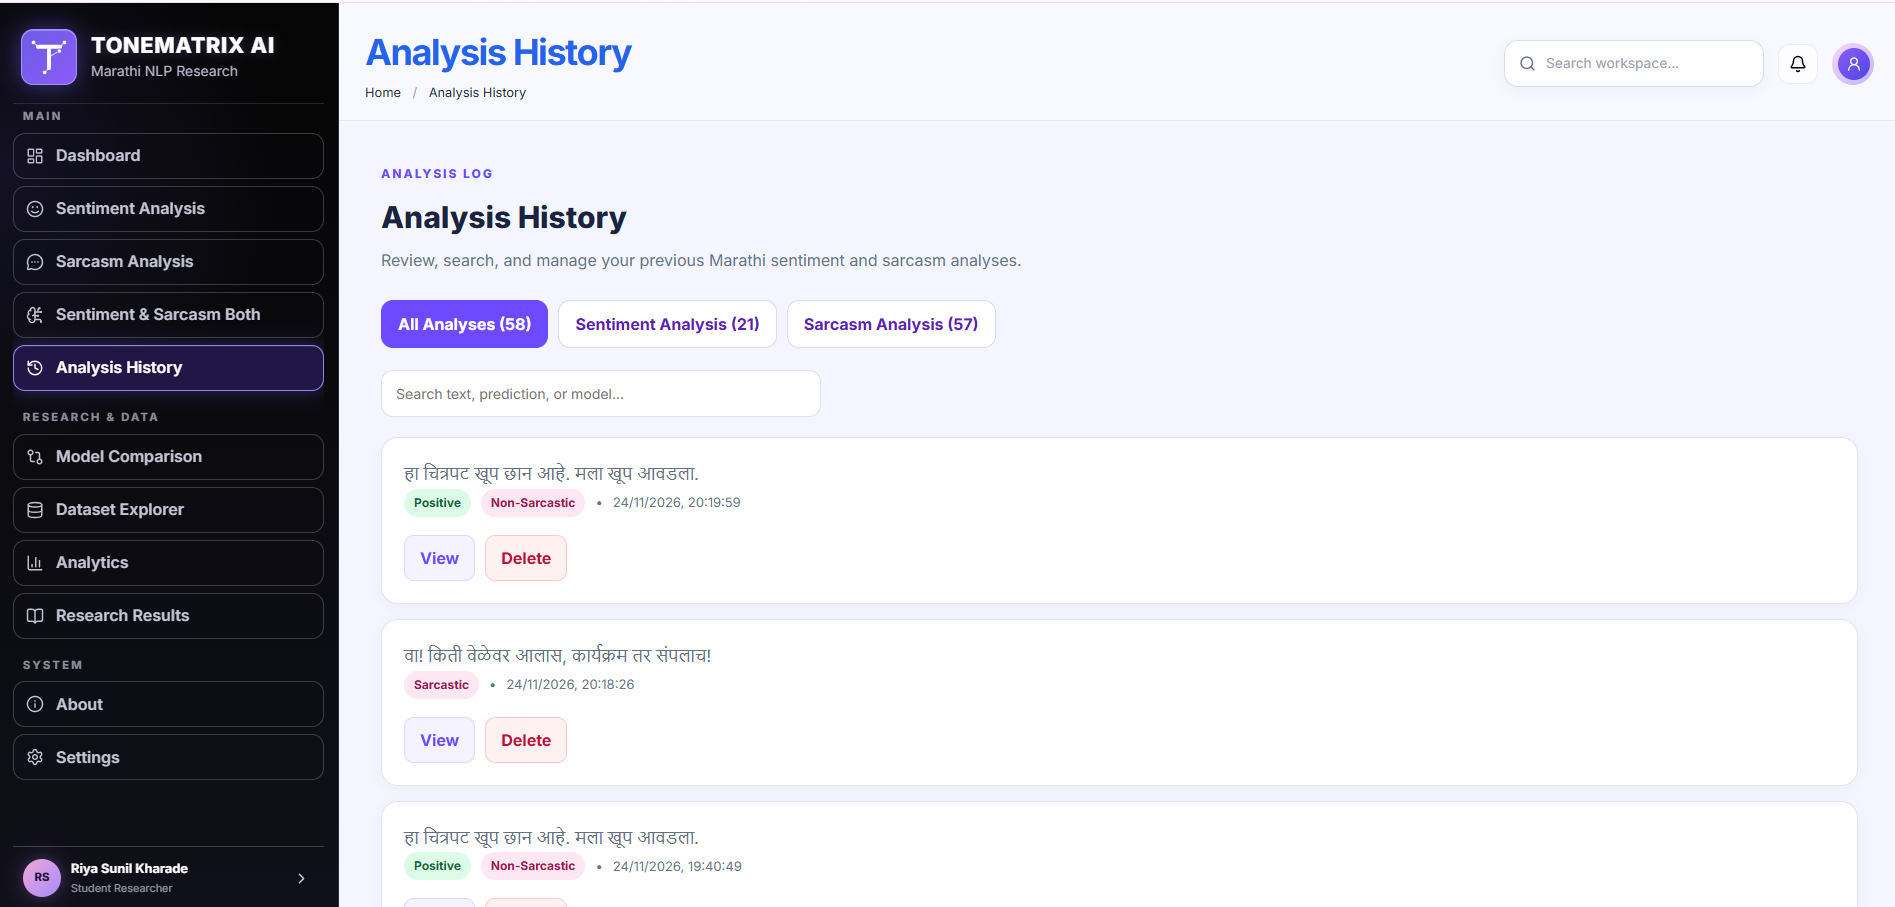 TONEMATRIX AI
Marathi NLP Research
MAIN
Dashboard
Sentiment Analysis
Sarcasm Analysis
Sentiment & Sarcasm Both
Analysis History
RESEARCH & DATA
Model Comparison
Dataset Explorer
Analytics
Research Results
SYSTEM
About
Settings
RS
Riya Sunil Kharade
Student Researcher
Analysis History
Home / Analysis History
Search workspace...
ANALYSIS LOG
Analysis History
Review, search, and manage your previous Marathi sentiment and sarcasm analyses.
All Analyses (58) Sentiment Analysis (21) Sarcasm Analysis (57)
Search text, prediction, or model...
हा चित्रपट खूप छान आहे. मला खूप आवडला.
Positive Non-Sarcastic • 24/11/2026, 20:19:59
View Delete
वा! किती वेळेवर आलास, कार्यक्रम तर संपलाच!
Sarcastic • 24/11/2026, 20:18:26
View Delete
हा चित्रपट खूप छान आहे. मला खूप आवडला.
Positive Non-Sarcastic • 24/11/2026, 19:40:49